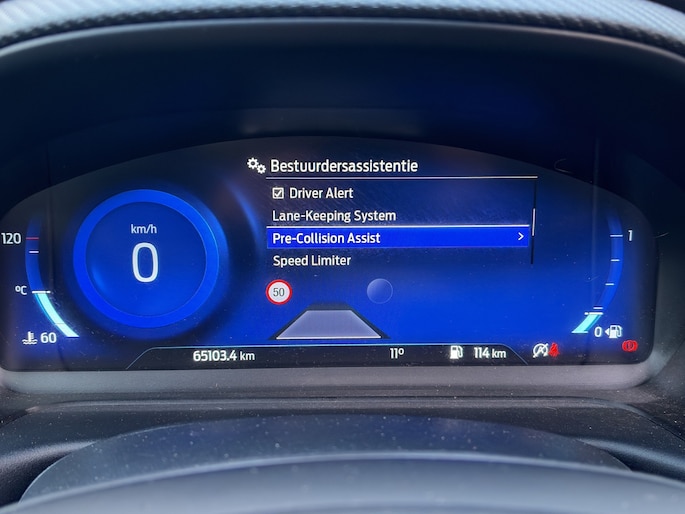 Bestuurdersassistentie
Driver Alert
Lane-Keeping System
Pre-Collision Assist
Speed Limiter
km/h
0
120
°C
60
50
1
0
65103.4 km
11°
114 km